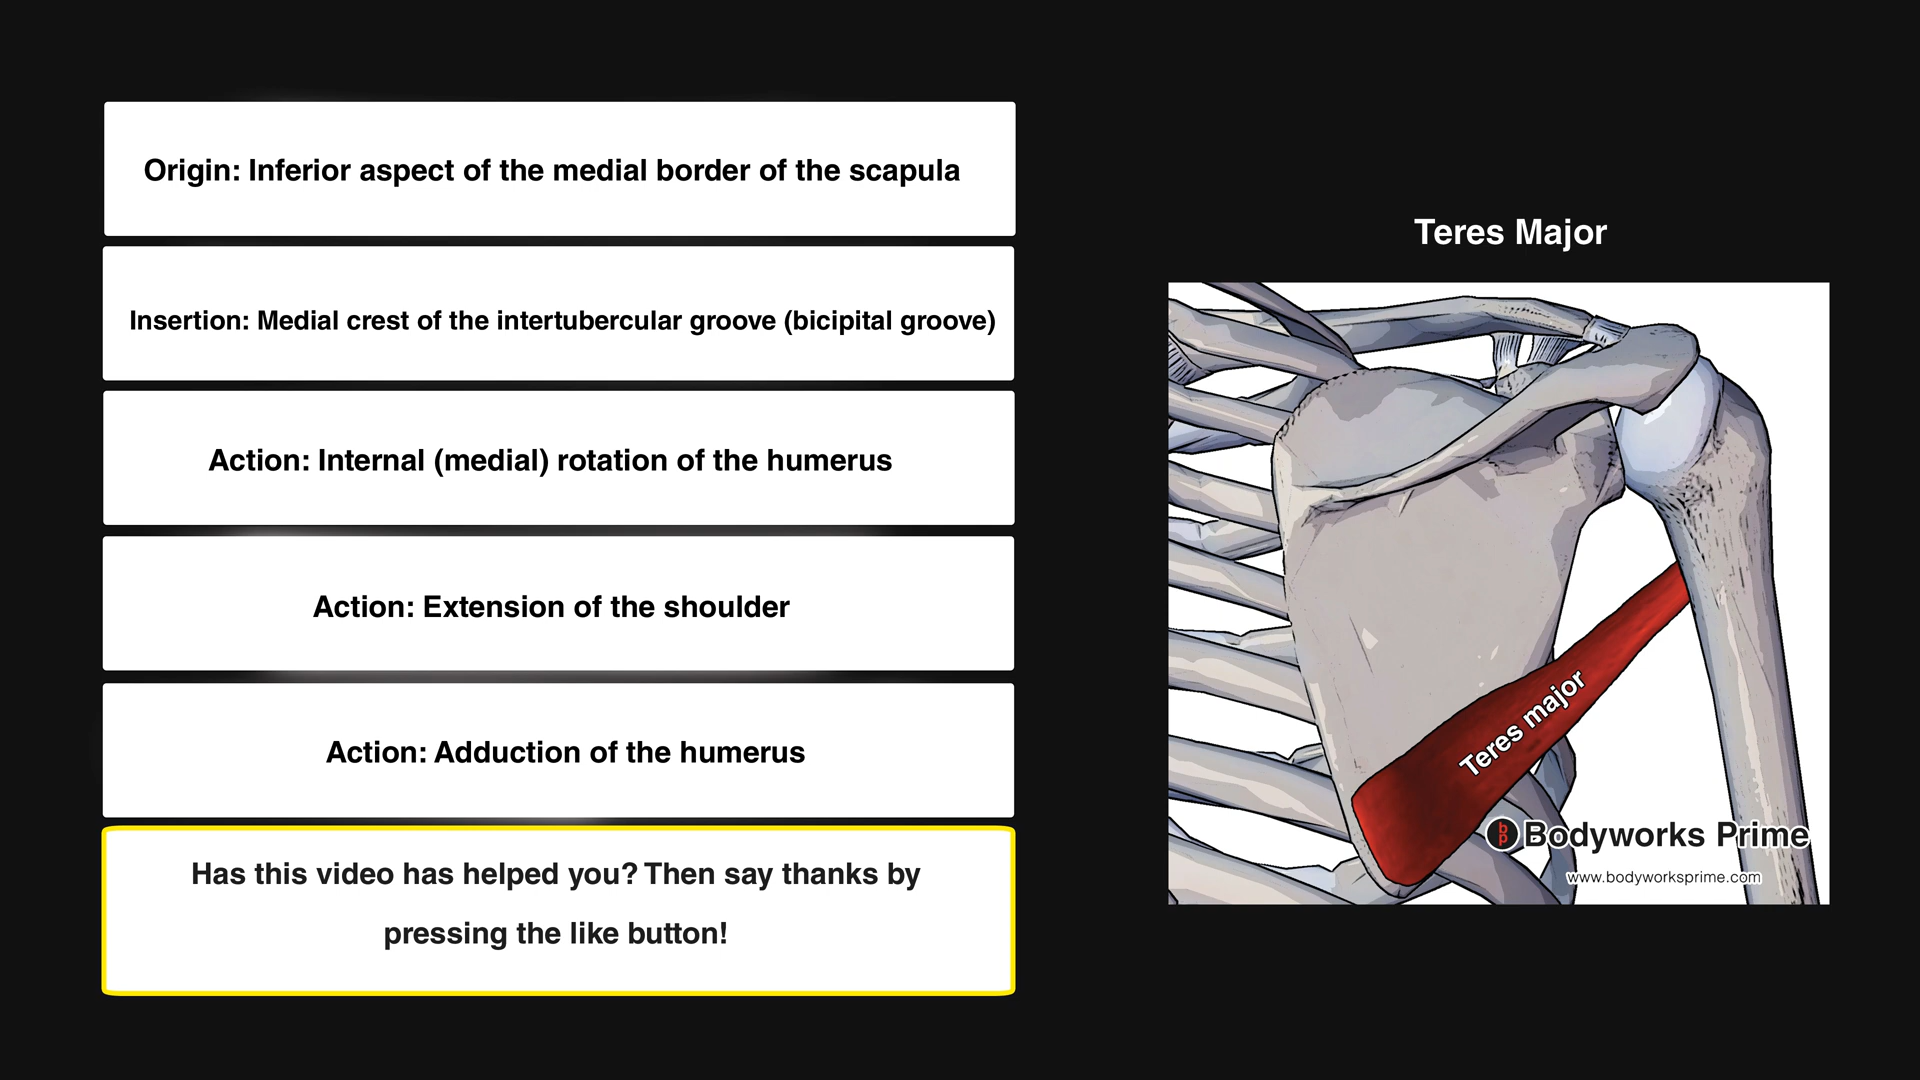 Origin: Inferior aspect of the medial border of the scapula
Insertion: Medial crest of the intertubercular groove (bicipital groove)
Action: Internal (medial) rotation of the humerus
Action: Extension of the shoulder
Action: Adduction of the humerus
Has this video has helped you? Then say thanks by
pressing the like button!
Teres Major
Teres major
bp Bodyworks Prime
www.bodyworksprime.com